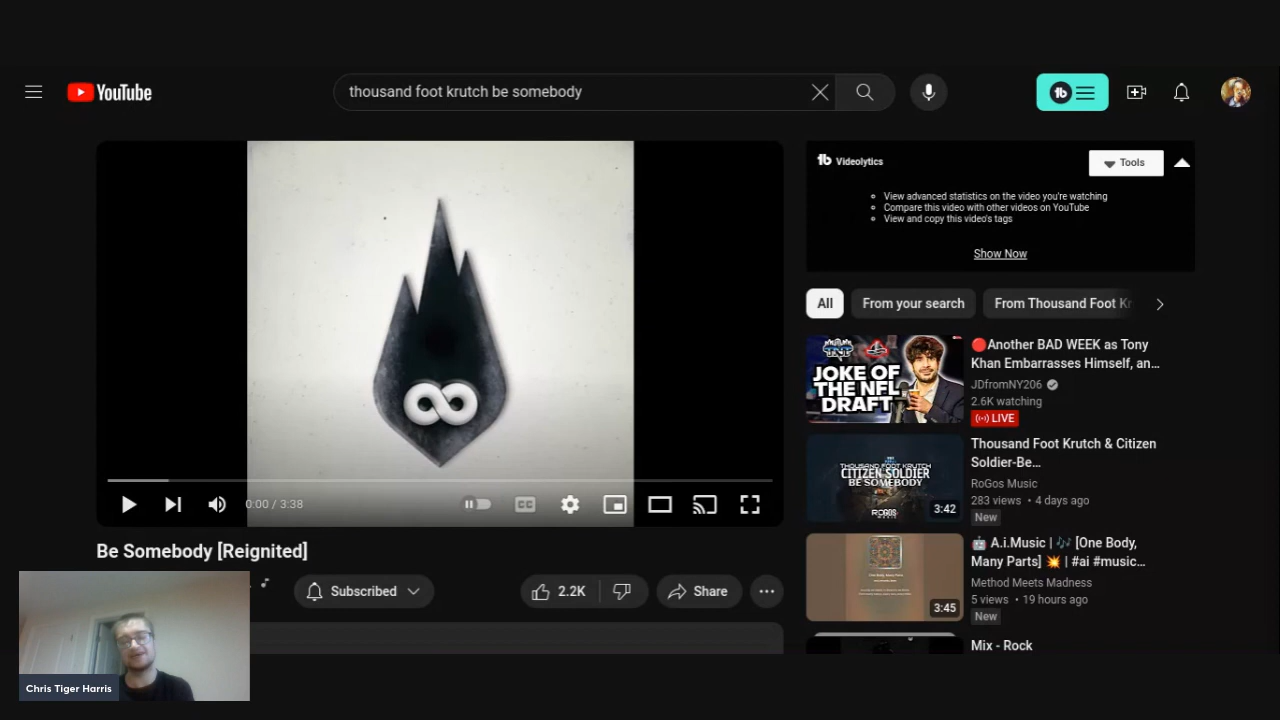 YouTube
thousand foot krutch be somebody
Videolytics
Tools
View advanced statistics on the video you're watching
Compare this video with other videos on YouTube
View and copy this video's tags
Show Now
All
From your search
From Thousand Foot Kr
JOKE OF
THE NFL
DRAFT
🔴Another BAD WEEK as Tony
Khan Embarrasses Himself, an...
JDfromNY206
2.6K watching
LIVE
THOUSAND FOOT KRUTCH
CITIZEN SOLDIER
BE SOMEBODY
ROGOS
3:42
Thousand Foot Krutch & Citizen
Soldier-Be...
RoGos Music
283 views • 4 days ago
New
3:45
🤖 A.i.Music | 🎶 [One Body,
Many Parts] 💥 | #ai #music...
Method Meets Madness
5 views • 19 hours ago
New
Mix - Rock
0:00 / 3:38
CC
Be Somebody [Reignited]
Subscribed
2.2K
Share
Chris Tiger Harris